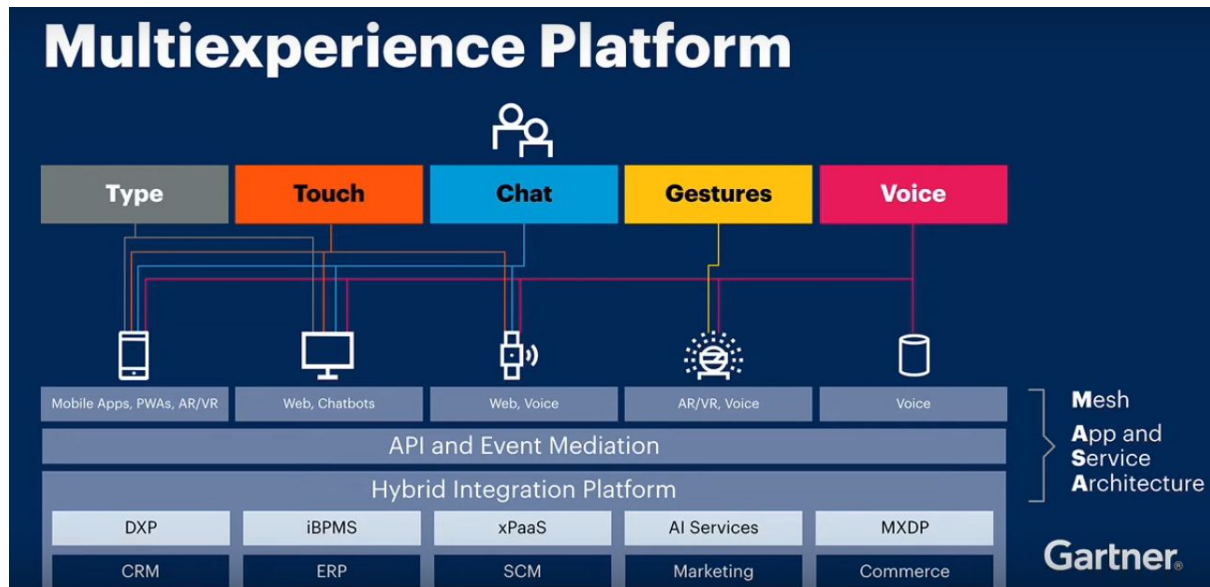 Multiexperience Platform
Type
Touch
Chat
Gestures
Voice
Mobile Apps, PWAs, AR/VR
Web, Chatbots
Web, Voice
AR/VR, Voice
Voice
Mesh
App and
Service
Architecture
API and Event Mediation
Hybrid Integration Platform
DXP
iBPMS
xPaaS
AI Services
MXDP
CRM
ERP
SCM
Marketing
Commerce
Gartner®